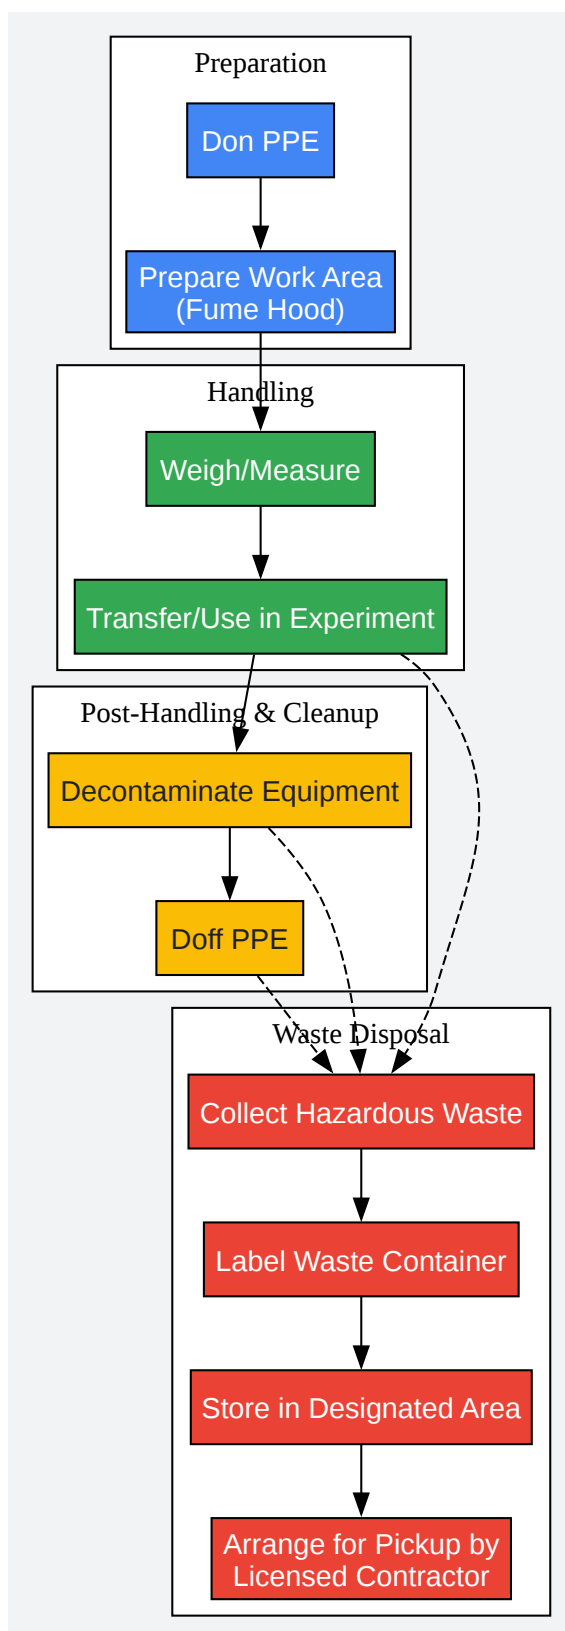 Preparation
Don PPE
Prepare Work Area
(Fume Hood)
Handling
Weigh/Measure
Transfer/Use in Experiment
Post-Handling & Cleanup
Decontaminate Equipment
Doff PPE
Waste Disposal
Collect Hazardous Waste
Label Waste Container
Store in Designated Area
Arrange for Pickup by
Licensed Contractor